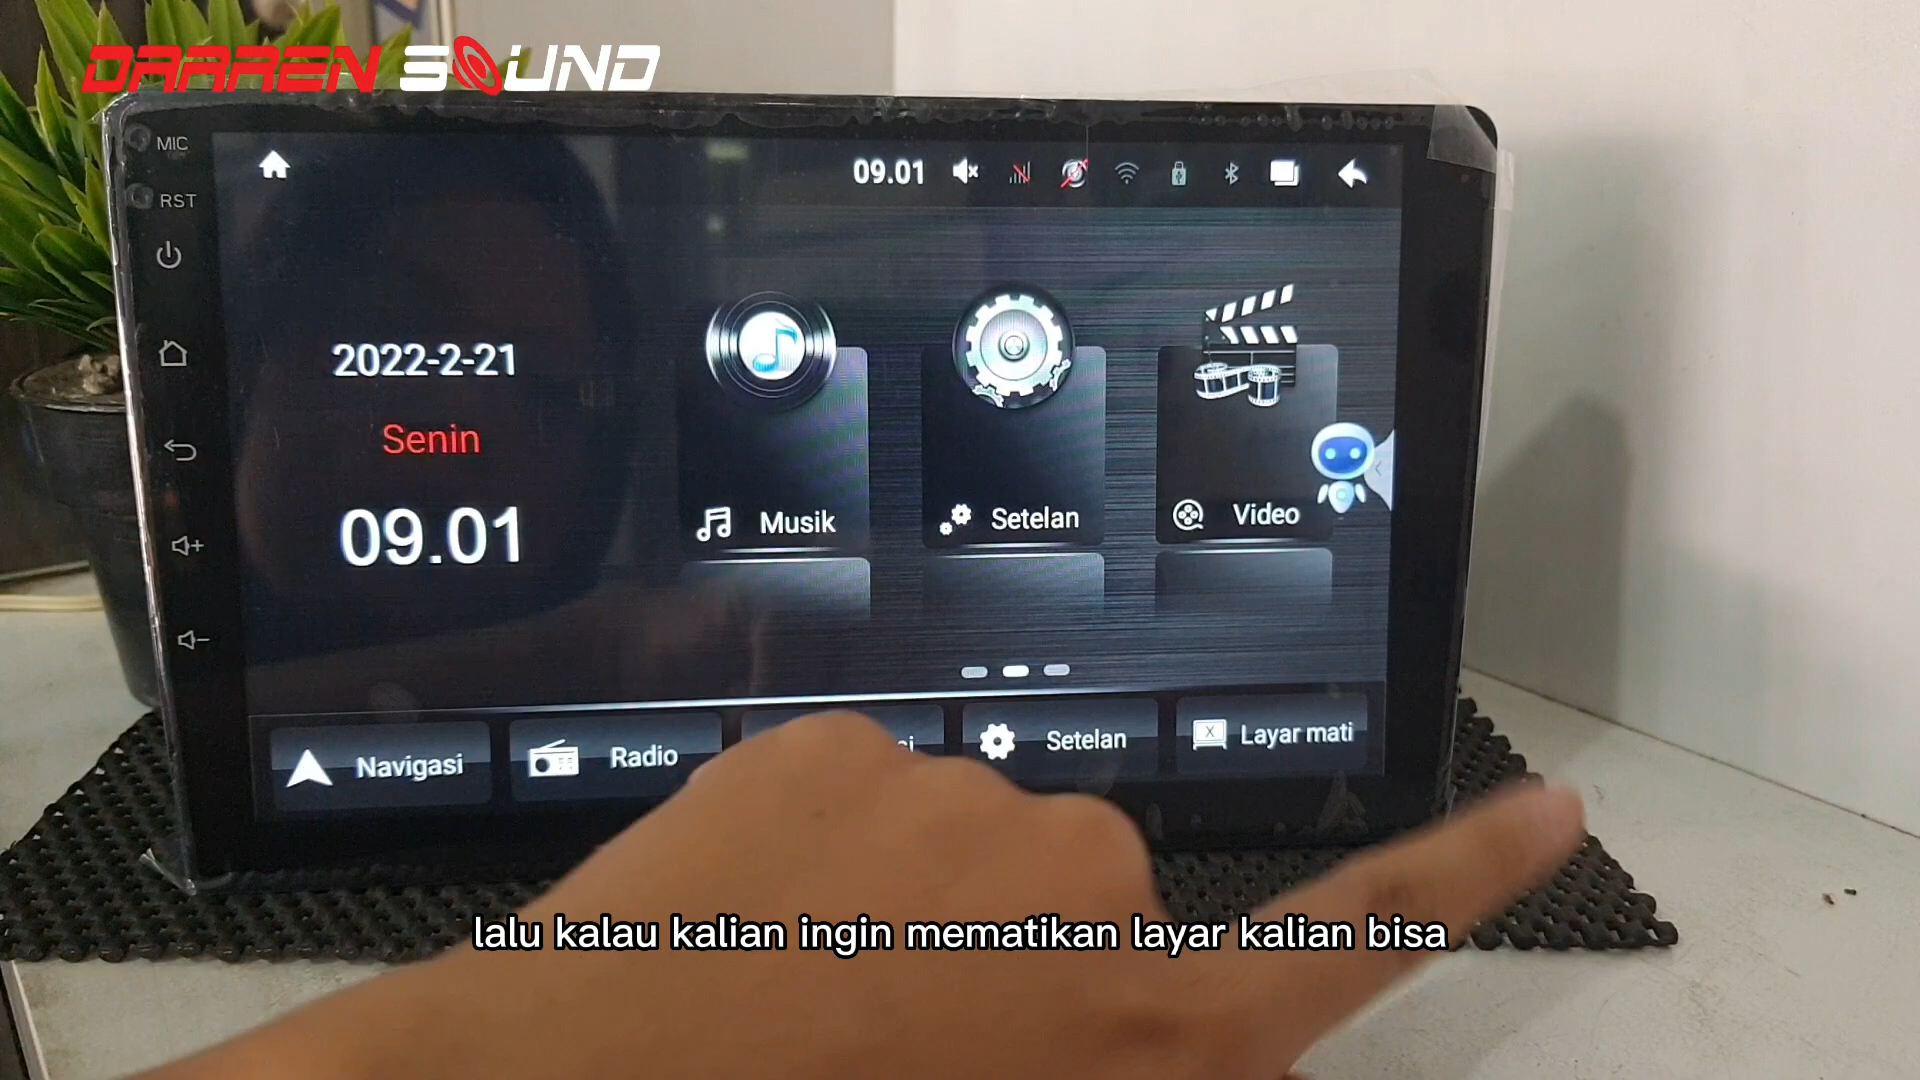 DARREN SOUND
MIC
RST
09.01
2022-2-21
Senin
09.01
Musik
Setelan
Video
Navigasi
Radio
Setelan
Layar mati
lalu kalau kalian ingin mematikan layar kalian bisa